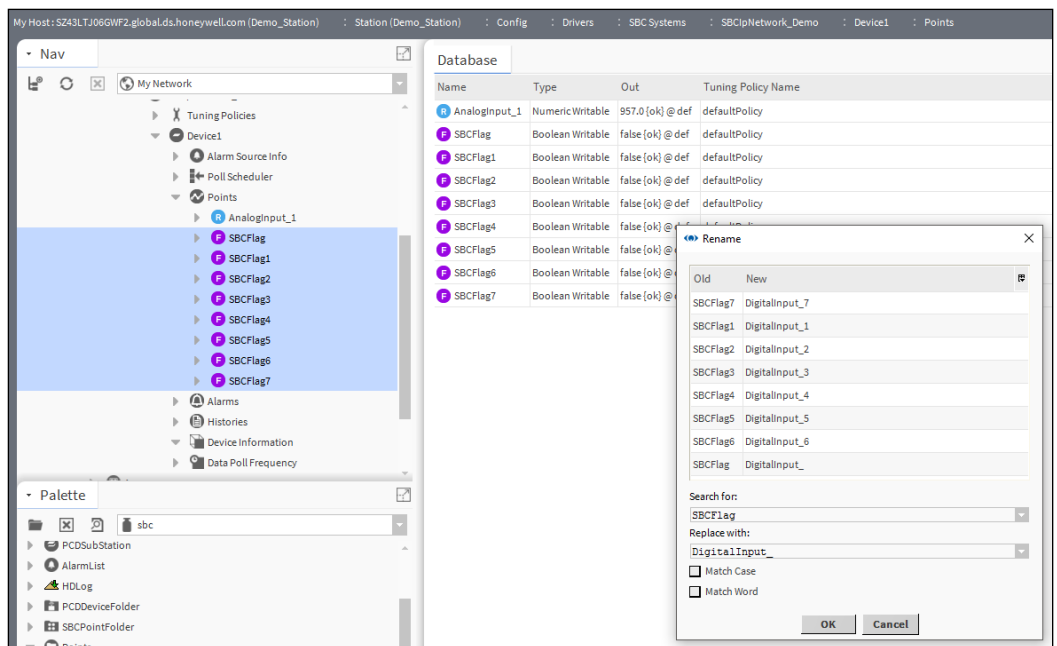 My Host : SZ43LTJ06GWF2.global.ds.honeywell.com (Demo_Station) : Station (Demo_Station) : Config : Drivers : SBC Systems : SBCIpNetwork_Demo : Device1 : Points
Nav
My Network
Tuning Policies
Device1
Alarm Source Info
Poll Scheduler
Points
R AnalogInput_1
F SBCFlag
F SBCFlag1
F SBCFlag2
F SBCFlag3
F SBCFlag4
F SBCFlag5
F SBCFlag6
F SBCFlag7
Alarms
Histories
Device Information
Data Poll Frequency
Palette
sbc
PCDSubStation
AlarmList
HDLog
PCDDeviceFolder
SBCPointFolder
Points
Database
Name Type Out Tuning Policy Name
R AnalogInput_1 Numeric Writable 957.0 {ok} @ def defaultPolicy
F SBCFlag Boolean Writable false {ok} @ def defaultPolicy
F SBCFlag1 Boolean Writable false {ok} @ def defaultPolicy
F SBCFlag2 Boolean Writable false {ok} @ def defaultPolicy
F SBCFlag3 Boolean Writable false {ok} @ def defaultPolicy
F SBCFlag4 Boolean Writable false {ok} @
F SBCFlag5 Boolean Writable false {ok} @
F SBCFlag6 Boolean Writable false {ok} @
F SBCFlag7 Boolean Writable false {ok} @
Rename
Old New
SBCFlag7 DigitalInput_7
SBCFlag1 DigitalInput_1
SBCFlag2 DigitalInput_2
SBCFlag3 DigitalInput_3
SBCFlag4 DigitalInput_4
SBCFlag5 DigitalInput_5
SBCFlag6 DigitalInput_6
SBCFlag DigitalInput_
Search for:
SBCFlag
Replace with:
DigitalInput_
Match Case
Match Word
OK Cancel